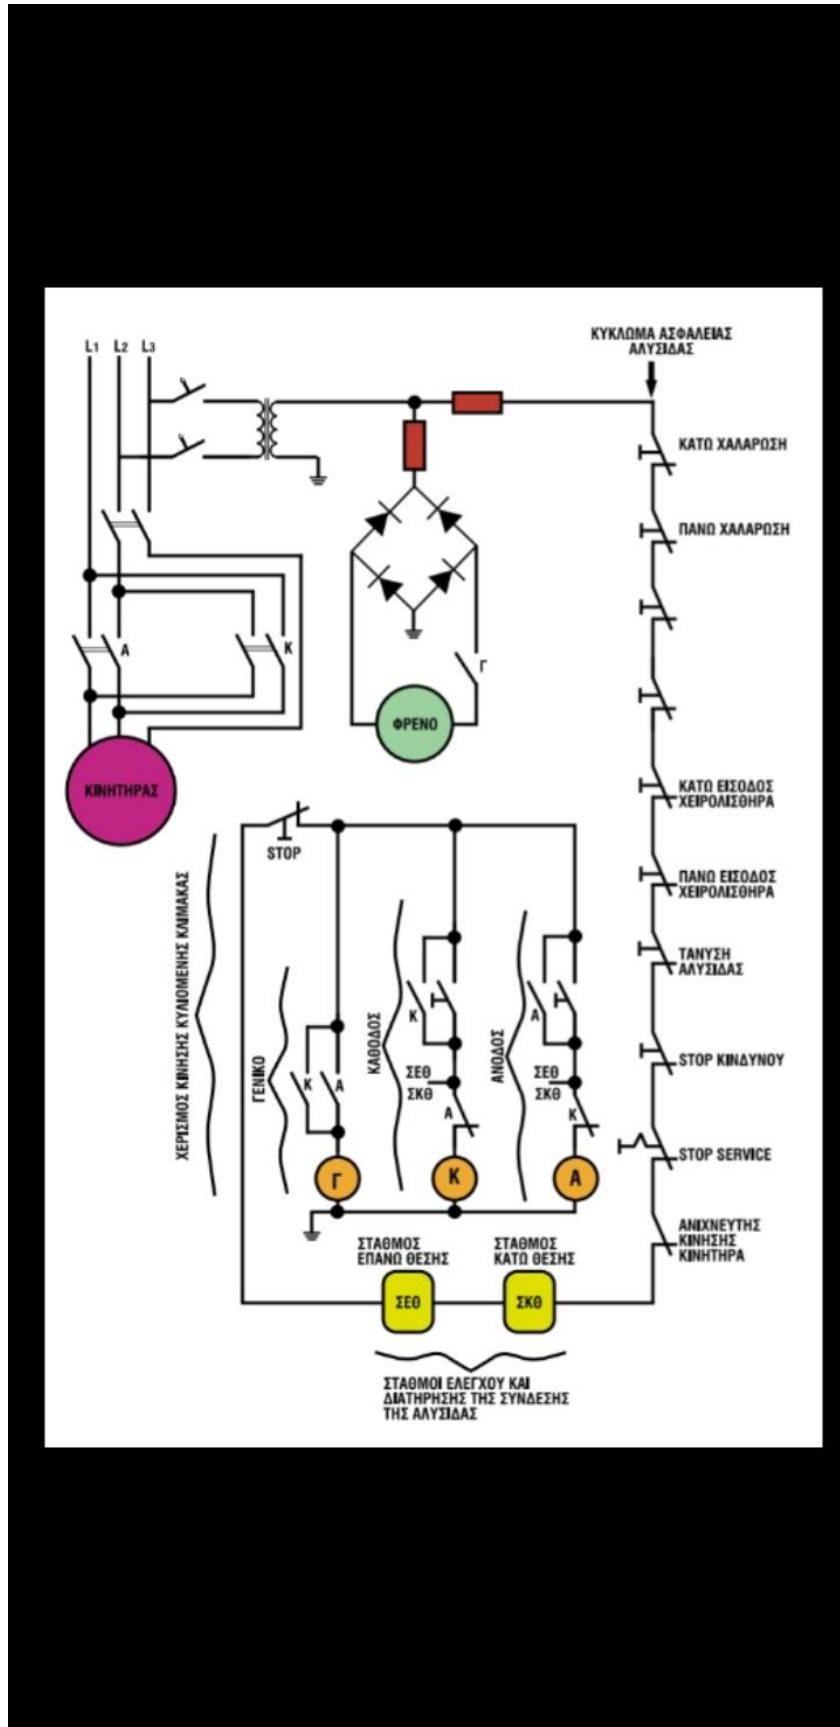 L1 L2 L3
ΚΥΚΛΩΜΑ ΑΣΦΑΛΕΙΑΣ
ΑΛΥΣΙΔΑΣ
ΚΑΤΩ ΧΑΛΑΡΩΣΗ
ΠΑΝΩ ΧΑΛΑΡΩΣΗ
Α
Κ
Γ
ΦΡΕΝΟ
ΚΙΝΗΤΗΡΑΣ
ΚΑΤΩ ΕΙΣΟΔΟΣ
ΧΕΙΡΟΛΙΣΘΗΡΑ
STOP
ΠΑΝΩ ΕΙΣΟΔΟΣ
ΧΕΙΡΟΛΙΣΘΗΡΑ
ΤΑΝΥΣΗ
ΑΛΥΣΙΔΑΣ
STOP ΚΙΝΔΥΝΟΥ
STOP SERVICE
ΑΝΙΧΝΕΥΤΗΣ
ΚΙΝΗΣΗΣ
ΚΙΝΗΤΗΡΑ
ΧΕΡΙΣΜΟΣ ΚΙΝΗΣΗΣ ΚΥΛΙΟΜΕΝΗΣ ΚΛΙΜΑΚΑΣ
ΓΕΝΙΚΟ
Κ
Α
Γ
ΚΑΘΟΔΟΣ
Κ
ΣΕΘ
ΣΚΘ
Α
Κ
ΑΝΟΔΟΣ
Α
ΣΕΘ
ΣΚΘ
Κ
Α
ΣΤΑΘΜΟΣ
ΕΠΑΝΩ ΘΕΣΗΣ
ΣΤΑΘΜΟΣ
ΚΑΤΩ ΘΕΣΗΣ
ΣΕΘ
ΣΚΘ
ΣΤΑΘΜΟΙ ΕΛΕΓΧΟΥ ΚΑΙ
ΔΙΑΤΗΡΗΣΗΣ ΤΗΣ ΣΥΝΔΕΣΗΣ
ΤΗΣ ΑΛΥΣΙΔΑΣ